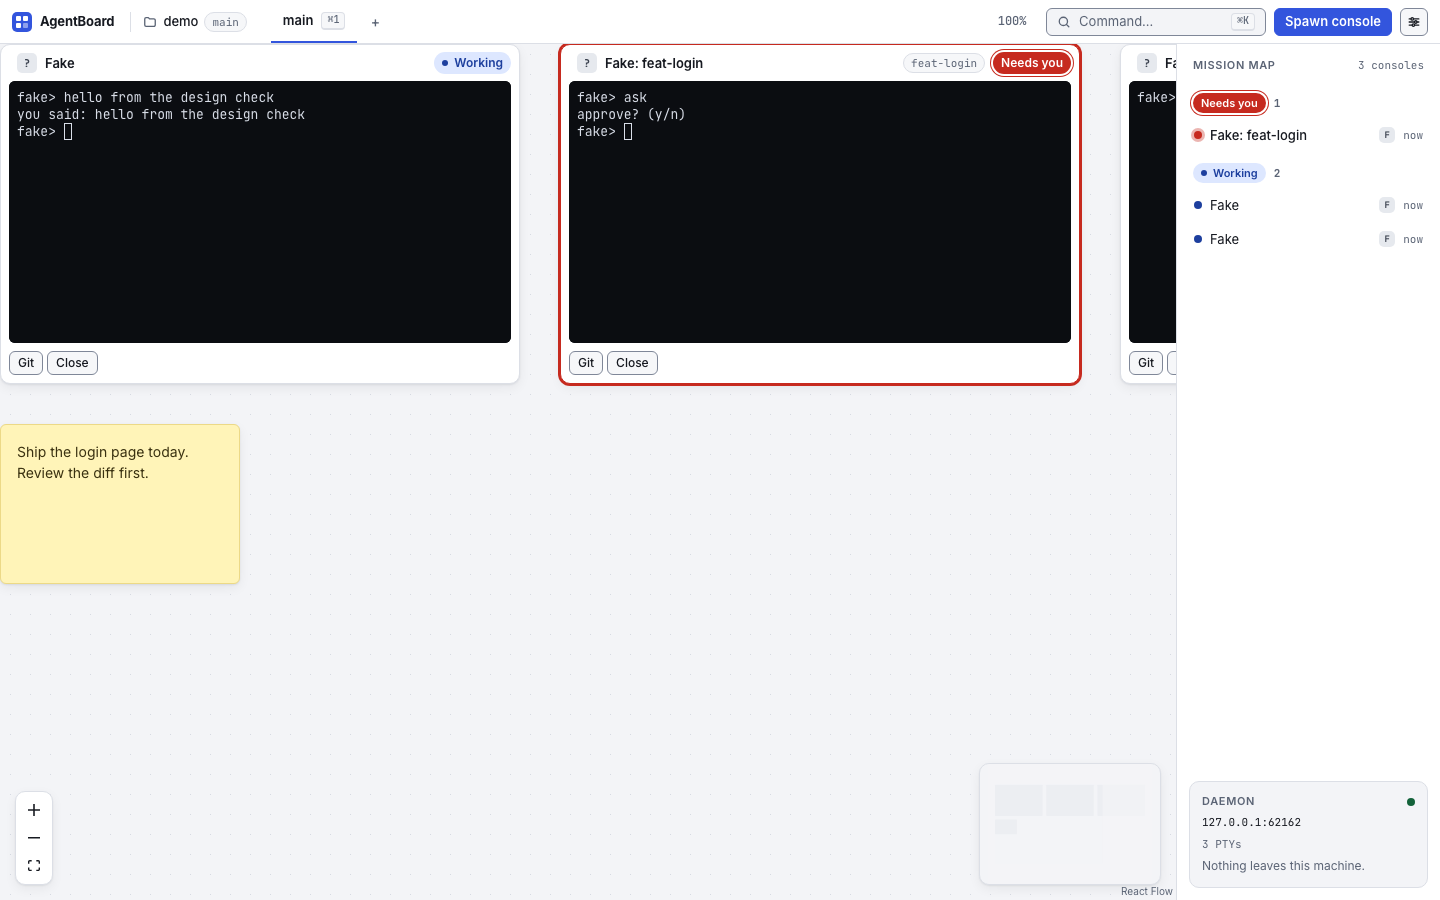 AgentBoard
demo main
main ⌘1 +
100%
Command... ⌘K
Spawn console
? Fake Working
fake> hello from the design check
you said: hello from the design check
fake>
Git Close
? Fake: feat-login feat-login Needs you
fake> ask
approve? (y/n)
fake>
Git Close
? Fa
fake>
Git
Ship the login page today.
Review the diff first.
MISSION MAP 3 consoles
Needs you 1
Fake: feat-login F now
Working 2
Fake F now
Fake F now
DAEMON
127.0.0.1:62162
3 PTYs
Nothing leaves this machine.
React Flow